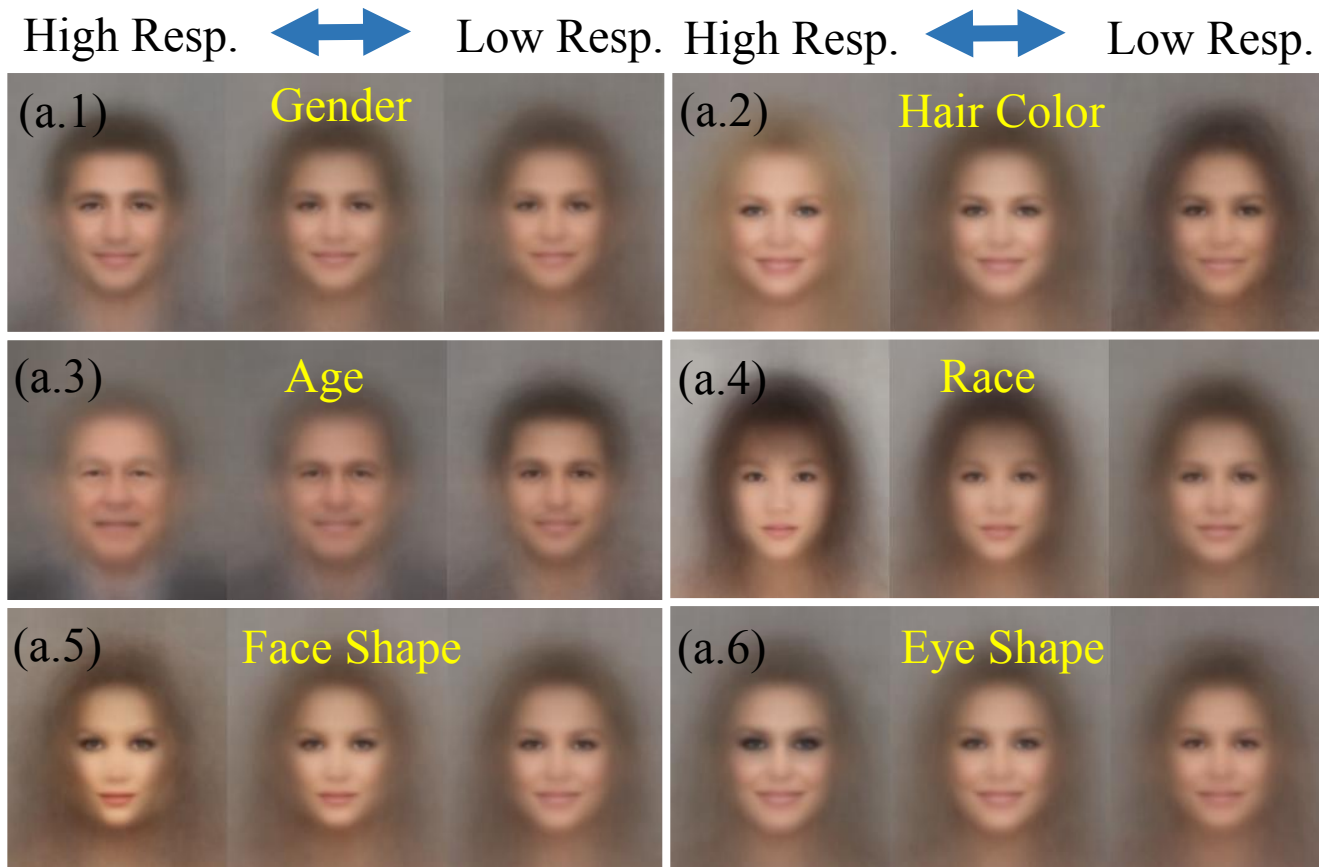 High Resp. Low Resp. High Resp. Low Resp.
(a.1) Gender (a.2) Hair Color
(a.3) Age (a.4) Race
(a.5) Face Shape (a.6) Eye Shape